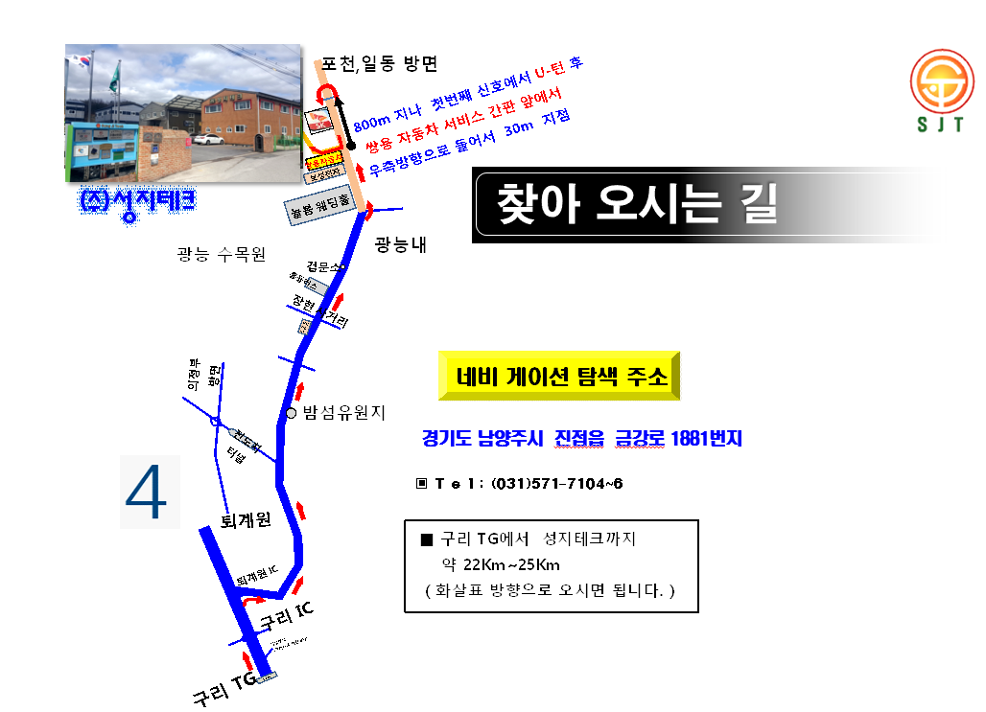 포천,일동 방면
800m 지나 첫번째 신호에서 U-턴 후
쌍용 자동차 서비스 간판 앞에서
우측방향으로 들어서 30m 지점
SJT
(주)성지테크
찾아 오시는 길
봉평 웨딩홀
광능내
광능 수목원
검문소
장현 사거리
네비 게이션 탐색 주소
의정부
방면
밤섬유원지
경기도 남양주시 진접읍 금강로 1881번지
터널
4
▣ Tel: (031)571-7104~6
퇴계원
■ 구리 TG에서 성지테크까지
약 22Km~25Km
(화살표 방향으로 오시면 됩니다.)
퇴계원 IC
구리 IC
구리 TG